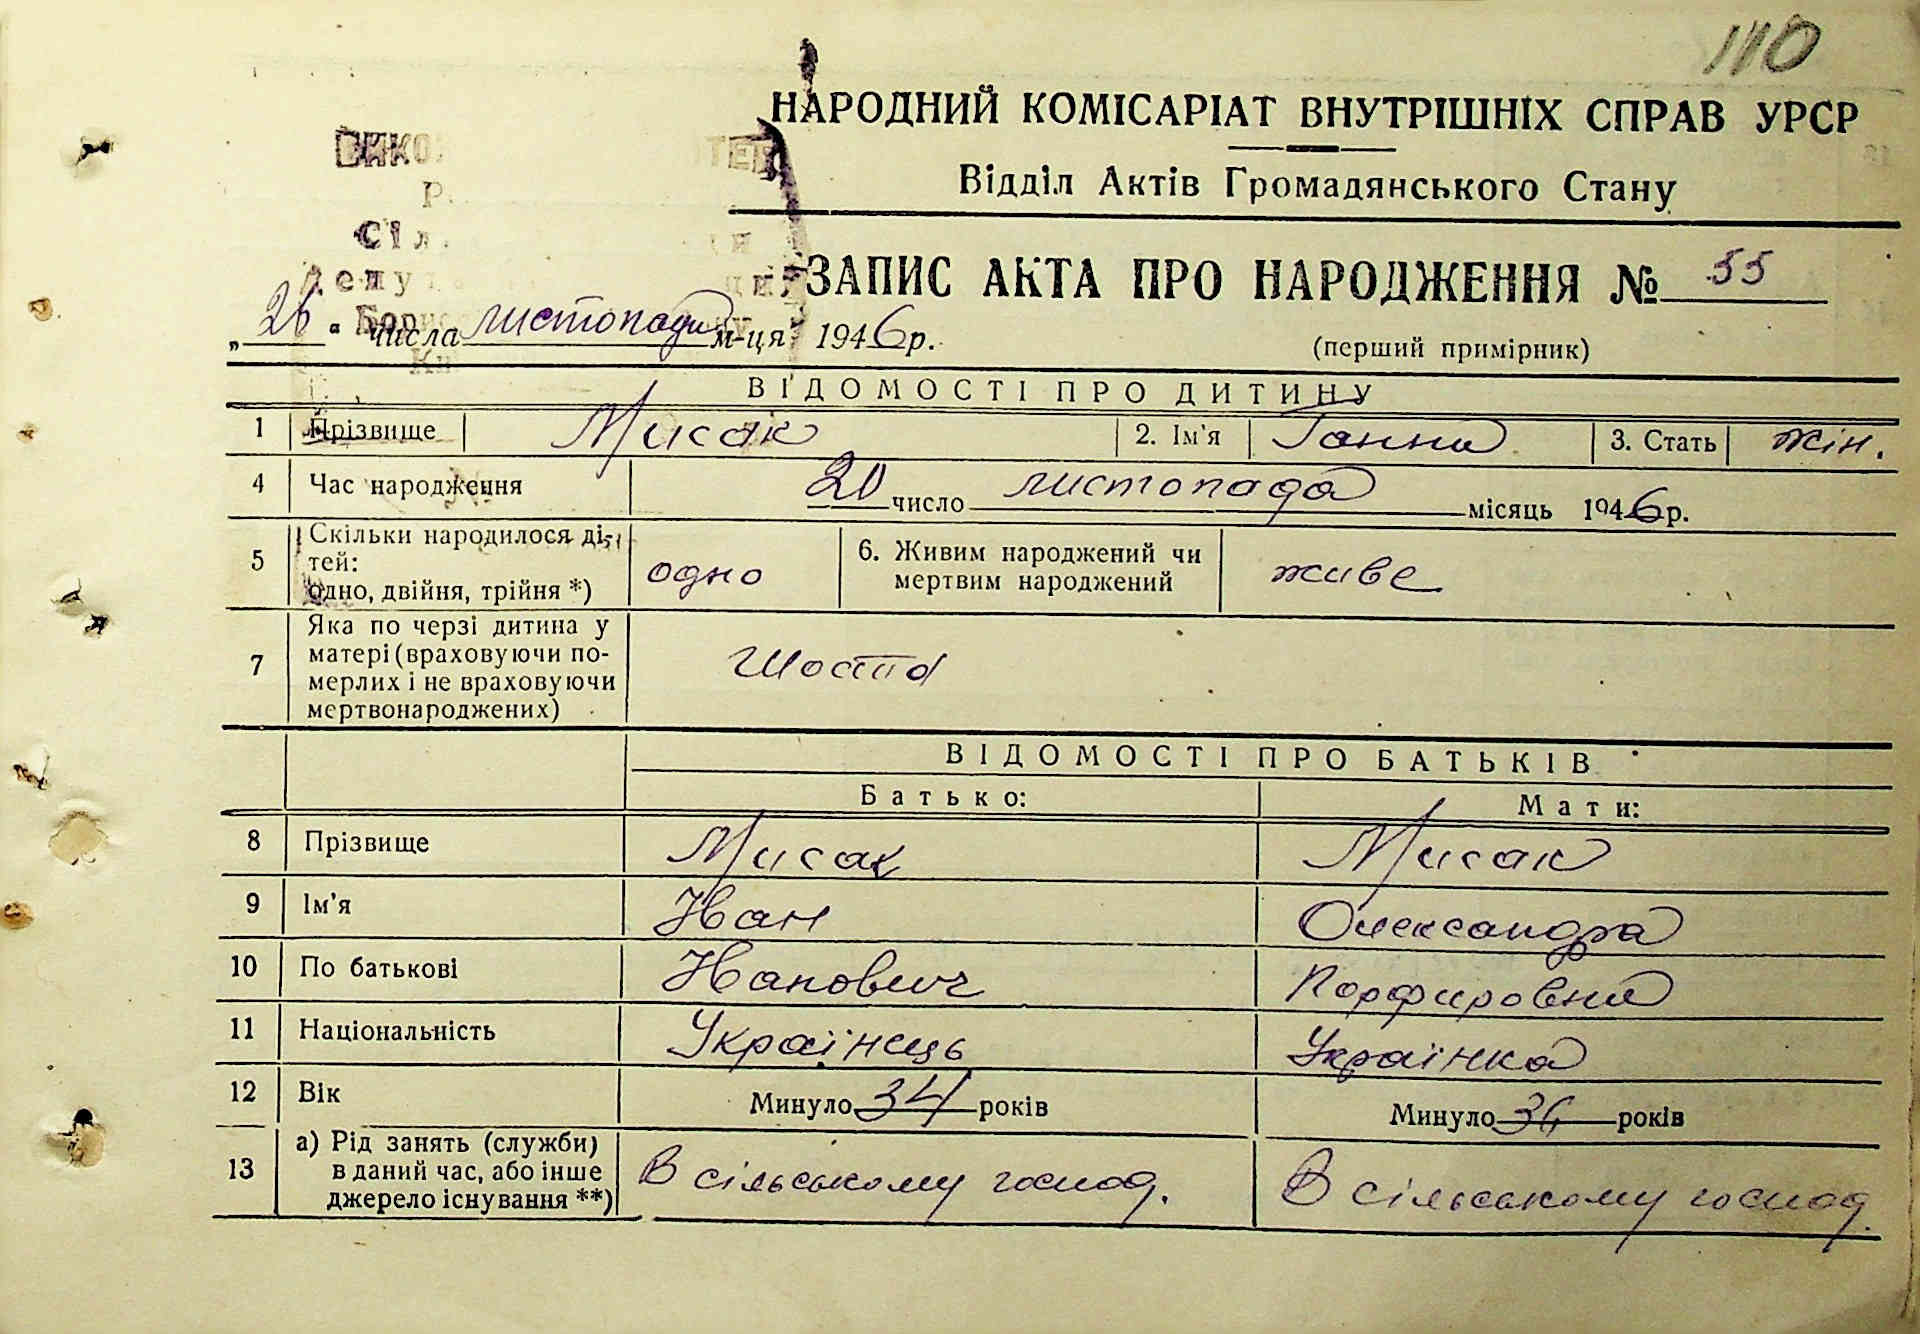 110
НАРОДНИЙ КОМІСАРІАТ ВНУТРІШНІХ СПРАВ УРСР
Відділ Актів Громадянського Стану
ЗАПИС АКТА ПРО НАРОДЖЕННЯ № 55
„26“ числа листопада м-ця 1946 р.
(перший примірник)
ВІДОМОСТІ ПРО ДИТИНУ
1 Прізвище Мисак 2. Ім'я Ганна 3. Стать жін.
4 Час народження 20 число листопада місяць 1946 р.
5 Скільки народилося ді-
тей:
одно, двійня, трійня *) одно 6. Живим народжений чи
мертвим народжений живе
7 Яка по черзі дитина у
матері (враховуючи по-
мерлих і не враховуючи
мертвонароджених) Шоста
ВІДОМОСТІ ПРО БАТЬКІВ
Батько: Мати:
8 Прізвище Мисак Мисак
9 Ім'я Іван Олександра
10 По батькові Іванович Порфировна
11 Національність Українець Українка
12 Вік Минуло 34 років Минуло 36 років
13 а) Рід занять (служби)
в даний час, або інше
джерело існування **) В сільському господ. В сільському господ.